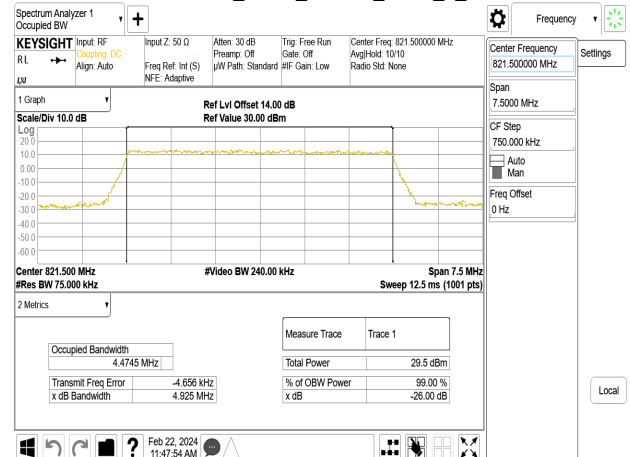 Spectrum Analyzer 1
Occupied BW
Frequency
KEYSIGHT
Input: RF
Input Z: 50 Ω
Atten: 30 dB
Trig: Free Run
Center Freq: 821.500000 MHz
RL
Coupling: DC
Preamp: Off
Gate: Off
Avg|Hold: 10/10
Align: Auto
Freq Ref: Int (S)
µW Path: Standard
#IF Gain: Low
Radio Std: None
NFE: Adaptive
Center Frequency
821.500000 MHz
Settings
Span
7.5000 MHz
CF Step
750.000 kHz
Auto
Man
Freq Offset
0 Hz
Local
1 Graph
Ref Lvl Offset 14.00 dB
Scale/Div 10.0 dB
Ref Value 30.00 dBm
Log
20.0
10.0
0.00
-10.0
-20.0
-30.0
-40.0
-50.0
-60.0
Center 821.500 MHz
#Video BW 240.00 kHz
Span 7.5 MHz
#Res BW 75.000 kHz
Sweep 12.5 ms (1001 pts)
2 Metrics
Measure Trace
Trace 1
Occupied Bandwidth
4.4745 MHz
Total Power
29.5 dBm
Transmit Freq Error
-4.656 kHz
% of OBW Power
99.00 %
x dB Bandwidth
4.925 MHz
x dB
-26.00 dB
?
Feb 22, 2024
11:47:54 AM